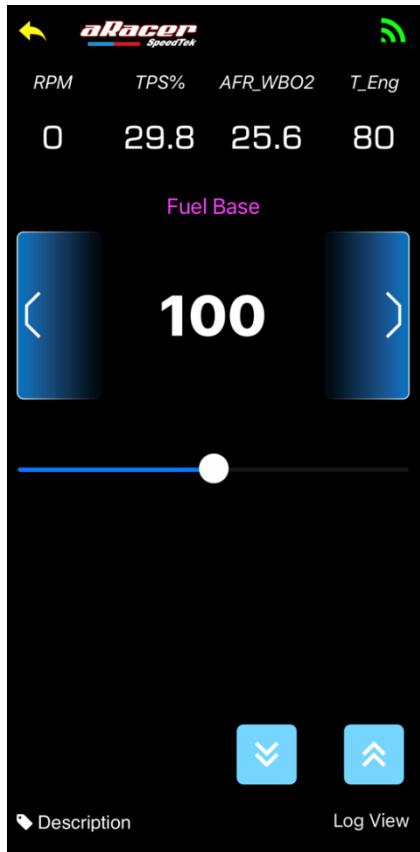 aRacer
SpeedTek
RPM TPS% AFR_WBO2 T_Eng
0 29.8 25.6 80
Fuel Base
100
Description Log View